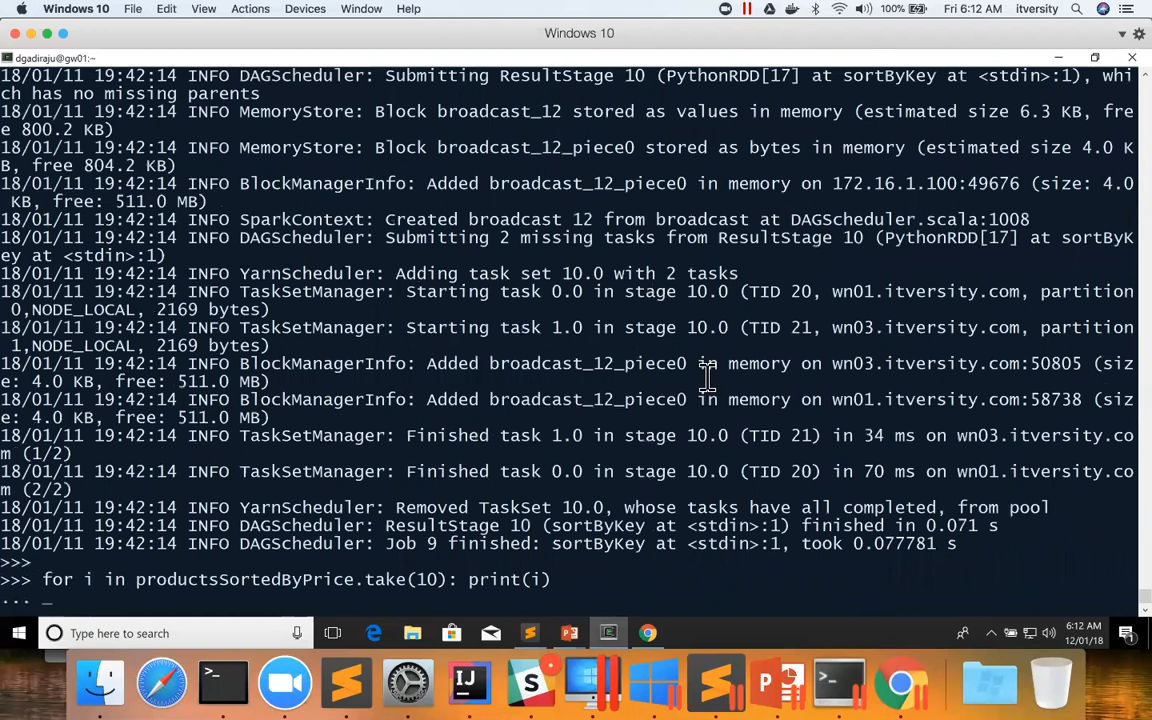 Windows 10 File Edit View Actions Devices Window Help 100% Fri 6:12 AM itversity
Windows 10
dgadiraju@gw01:~
18/01/11 19:42:14 INFO DAGScheduler: Submitting ResultStage 10 (PythonRDD[17] at sortByKey at <stdin>:1), whi
ch has no missing parents
18/01/11 19:42:14 INFO MemoryStore: Block broadcast_12 stored as values in memory (estimated size 6.3 KB, fre
e 800.2 KB)
18/01/11 19:42:14 INFO MemoryStore: Block broadcast_12_piece0 stored as bytes in memory (estimated size 4.0 K
B, free 804.2 KB)
18/01/11 19:42:14 INFO BlockManagerInfo: Added broadcast_12_piece0 in memory on 172.16.1.100:49676 (size: 4.0
 KB, free: 511.0 MB)
18/01/11 19:42:14 INFO SparkContext: Created broadcast 12 from broadcast at DAGScheduler.scala:1008
18/01/11 19:42:14 INFO DAGScheduler: Submitting 2 missing tasks from ResultStage 10 (PythonRDD[17] at sortByK
ey at <stdin>:1)
18/01/11 19:42:14 INFO YarnScheduler: Adding task set 10.0 with 2 tasks
18/01/11 19:42:14 INFO TaskSetManager: Starting task 0.0 in stage 10.0 (TID 20, wn01.itversity.com, partition
 0,NODE_LOCAL, 2169 bytes)
18/01/11 19:42:14 INFO TaskSetManager: Starting task 1.0 in stage 10.0 (TID 21, wn03.itversity.com, partition
 1,NODE_LOCAL, 2169 bytes)
18/01/11 19:42:14 INFO BlockManagerInfo: Added broadcast_12_piece0 in memory on wn03.itversity.com:50805 (siz
e: 4.0 KB, free: 511.0 MB)
18/01/11 19:42:14 INFO BlockManagerInfo: Added broadcast_12_piece0 in memory on wn01.itversity.com:58738 (siz
e: 4.0 KB, free: 511.0 MB)
18/01/11 19:42:14 INFO TaskSetManager: Finished task 1.0 in stage 10.0 (TID 21) in 34 ms on wn03.itversity.co
m (1/2)
18/01/11 19:42:14 INFO TaskSetManager: Finished task 0.0 in stage 10.0 (TID 20) in 70 ms on wn01.itversity.co
m (2/2)
18/01/11 19:42:14 INFO YarnScheduler: Removed TaskSet 10.0, whose tasks have all completed, from pool
18/01/11 19:42:14 INFO DAGScheduler: ResultStage 10 (sortByKey at <stdin>:1) finished in 0.071 s
18/01/11 19:42:14 INFO DAGScheduler: Job 9 finished: sortByKey at <stdin>:1, took 0.077781 s
>>>
>>> for i in productsSortedByPrice.take(10): print(i)
... _
Type here to search
6:12 AM
12/01/18
1